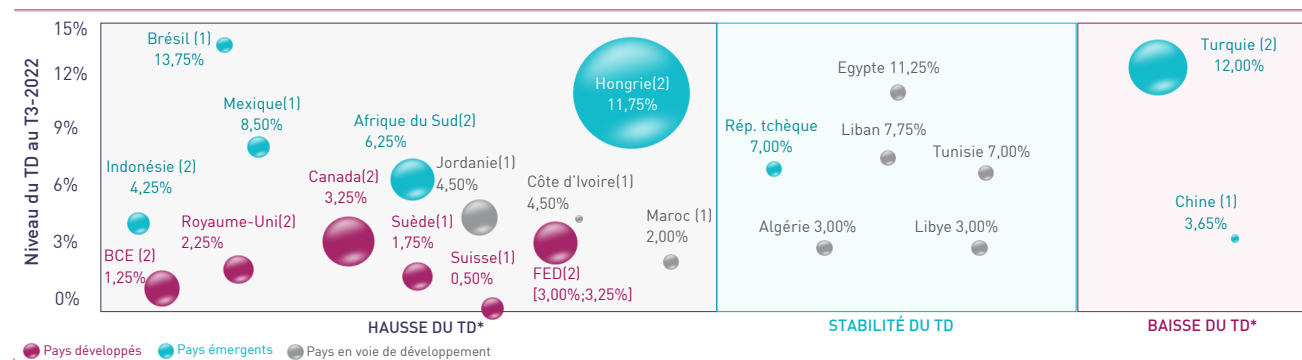 Niveau du TD au T3-2022
15%
12%
9%
6%
3%
0%
Brésil (1)
13,75%
Mexique(1)
8,50%
Indonésie (2)
4,25%
Royaume-Uni(2)
2,25%
BCE (2)
1,25%
Afrique du Sud(2)
6,25%
Canada(2)
3,25%
Jordanie(1)
4,50%
Suède(1)
1,75%
Suisse(1)
0,50%
Hongrie(2)
11,75%
Côte d'Ivoire(1)
4,50%
FED(2)
[3,00%;3,25%]
Maroc (1)
2,00%
HAUSSE DU TD*
Egypte 11,25%
Rép. tchèque
7,00%
Liban 7,75%
Tunisie 7,00%
Algérie 3,00%
Libye 3,00%
STABILITÉ DU TD
Turquie (2)
12,00%
Chine (1)
3,65%
BAISSE DU TD*
Pays développés
Pays émergents
Pays en voie de développement